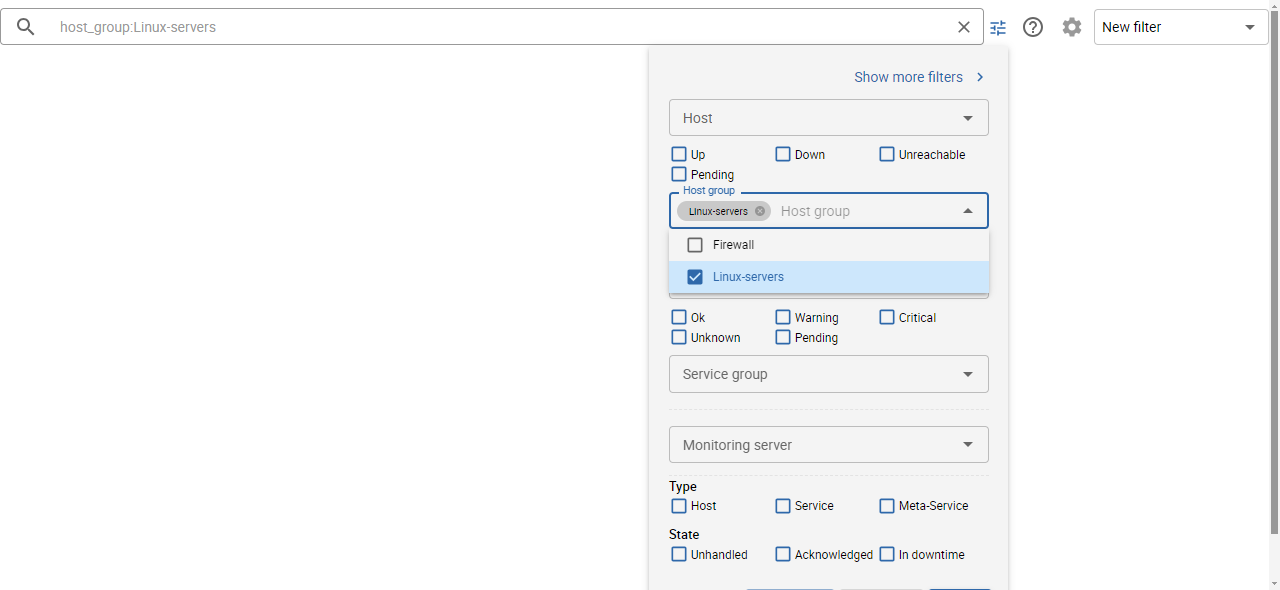 host_group:Linux-servers
New filter
Show more filters
Host
Up Down Unreachable
Pending
Host group
Linux-servers Host group
Firewall
Linux-servers
Ok Warning Critical
Unknown Pending
Service group
Monitoring server
Type
Host Service Meta-Service
State
Unhandled Acknowledged In downtime